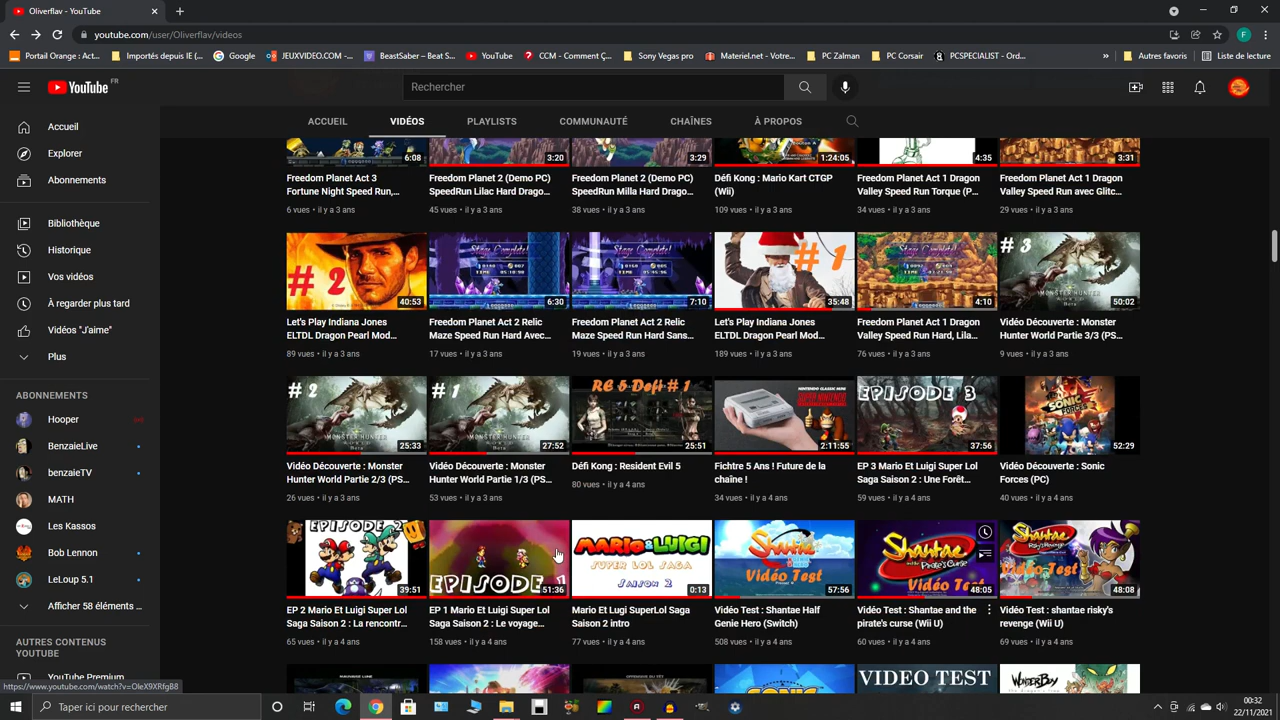 Oliverflav - YouTube
youtube.com/user/Oliverflav/videos
Portail Orange : Act... Importés depuis IE (... Google JEUXVIDEO.COM - ... BeastSaber – Beat S... YouTube CCM - Comment Ç... Sony Vegas pro Materiel.net - Votre... PC Zalman PC Corsair PCSPECIALIST - Ord... » Autres favoris Liste de lecture
YouTube FR
Rechercher
ACCUEIL VIDÉOS PLAYLISTS COMMUNAUTÉ CHAÎNES À PROPOS
Accueil
Explorer
Abonnements
Bibliothèque
Historique
Vos vidéos
À regarder plus tard
Vidéos "J'aime"
Plus
ABONNEMENTS
Hooper
BenzaieLive
benzaieTV
MATH
Les Kassos
Bob Lennon
LeLoup 5.1
Afficher 58 éléments ...
AUTRES CONTENUS
YOUTUBE
YouTube Premium
6:08 3:20 3:29 1:24:05 4:35 3:31
Freedom Planet Act 3
Fortune Night Speed Run,...
6 vues • il y a 3 ans
Freedom Planet 2 (Demo PC)
SpeedRun Lilac Hard Drago...
45 vues • il y a 3 ans
Freedom Planet 2 (Demo PC)
SpeedRun Milla Hard Drago...
38 vues • il y a 3 ans
Défi Kong : Mario Kart CTGP
(Wii)
109 vues • il y a 3 ans
Freedom Planet Act 1 Dragon
Valley Speed Run Torque (P...
34 vues • il y a 3 ans
Freedom Planet Act 1 Dragon
Valley Speed Run avec Glitc...
29 vues • il y a 3 ans
# 2
40:53
Let's Play Indiana Jones
ELTDL Dragon Pearl Mod...
89 vues • il y a 3 ans
Stage Complete!
6:30
Freedom Planet Act 2 Relic
Maze Speed Run Hard Avec...
17 vues • il y a 3 ans
Stage Complete!
7:10
Freedom Planet Act 2 Relic
Maze Speed Run Hard Sans...
19 vues • il y a 3 ans
# 1
35:48
Let's Play Indiana Jones
ELTDL Dragon Pearl Mod...
189 vues • il y a 3 ans
Stage Complete!
4:10
Freedom Planet Act 1 Dragon
Valley Speed Run Hard, Lila...
76 vues • il y a 3 ans
# 3
MONSTER HUNTER
50:02
Vidéo Découverte : Monster
Hunter World Partie 3/3 (PS...
9 vues • il y a 3 ans
# 2
MONSTER HUNTER
25:33
Vidéo Découverte : Monster
Hunter World Partie 2/3 (PS...
26 vues • il y a 3 ans
# 1
MONSTER HUNTER
27:52
Vidéo Découverte : Monster
Hunter World Partie 1/3 (PS...
53 vues • il y a 3 ans
RE 5 Defi # 1
25:51
Défi Kong : Resident Evil 5
80 vues • il y a 4 ans
NINTENDO CLASSIC MINI
SUPER NINTENDO
2:11:55
Fichtre 5 Ans ! Future de la
chaîne !
34 vues • il y a 4 ans
EPISODE 3
37:56
EP 3 Mario Et Luigi Super Lol
Saga Saison 2 : Une Forêt...
59 vues • il y a 4 ans
SONIC FORCES
52:29
Vidéo Découverte : Sonic
Forces (PC)
40 vues • il y a 4 ans
EPISODE 2
39:51
EP 2 Mario Et Luigi Super Lol
Saga Saison 2 : La rencontr...
65 vues • il y a 4 ans
EPISODE 1
51:36
EP 1 Mario Et Luigi Super Lol
Saga Saison 2 : Le voyage...
158 vues • il y a 4 ans
MARIO & LUIGI
SUPER LOL SAGA
SAISON 2
0:13
Mario Et Lugi SuperLol Saga
Saison 2 intro
77 vues • il y a 4 ans
Shantae
Vidéo Test
57:56
Vidéo Test : Shantae Half
Genie Hero (Switch)
508 vues • il y a 4 ans
Shantae
Vidéo Test
48:05
Vidéo Test : Shantae and the
pirate's curse (Wii U)
60 vues • il y a 4 ans
Shantae
Vidéo Test
48:08
Vidéo Test : shantae risky's
revenge (Wii U)
69 vues • il y a 4 ans
SONIC
VIDEO TEST
WONDER BOY
https://www.youtube.com/watch?v=OleX9XRfgB8
Taper ici pour rechercher
00:32
22/11/2021